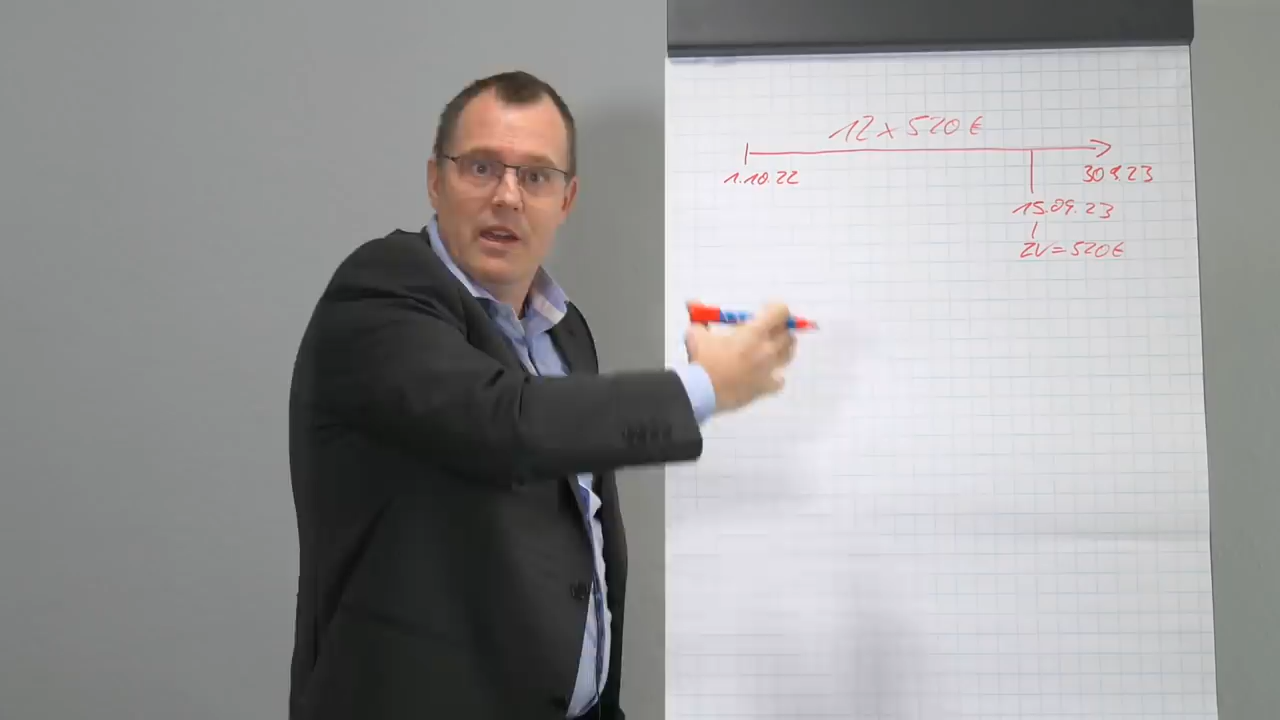 12 x 520 €
1.10.22
30.9.23
15.09.23
ZV = 520 €